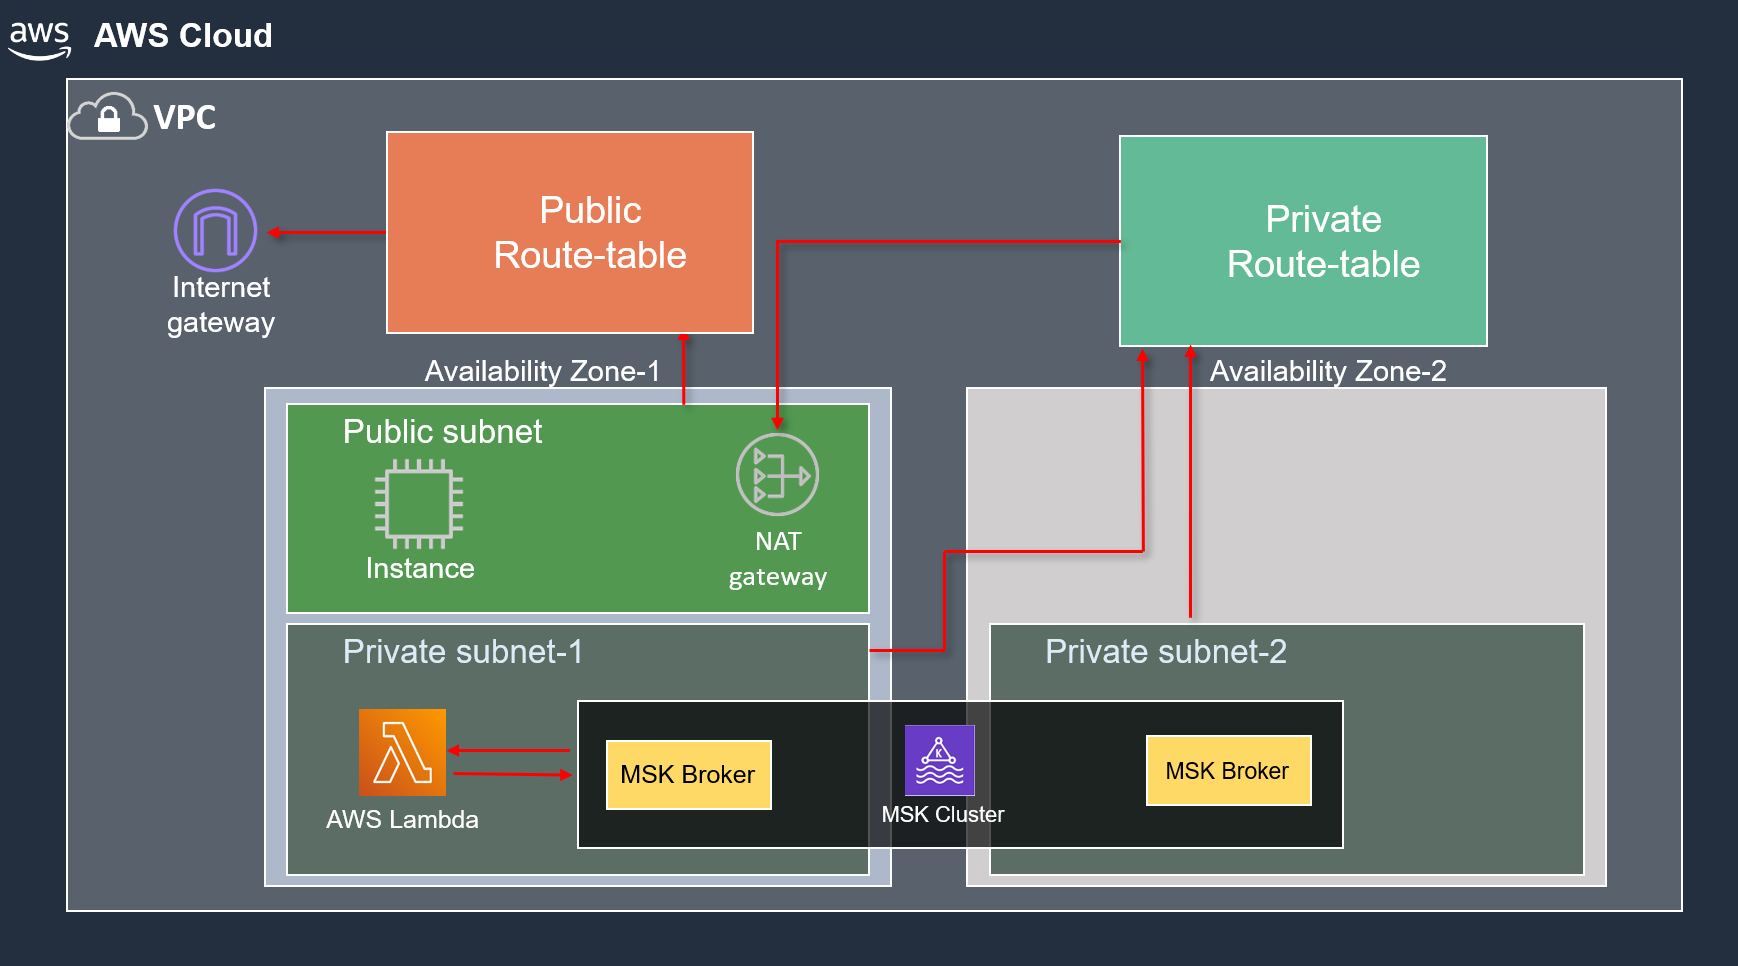 aws
AWS Cloud
VPC
Public
Route-table
Private
Route-table
Internet
gateway
Availability Zone-1
Availability Zone-2
Public subnet
Instance
NAT
gateway
Private subnet-1
Private subnet-2
K
MSK Broker
MSK Broker
AWS Lambda
MSK Cluster